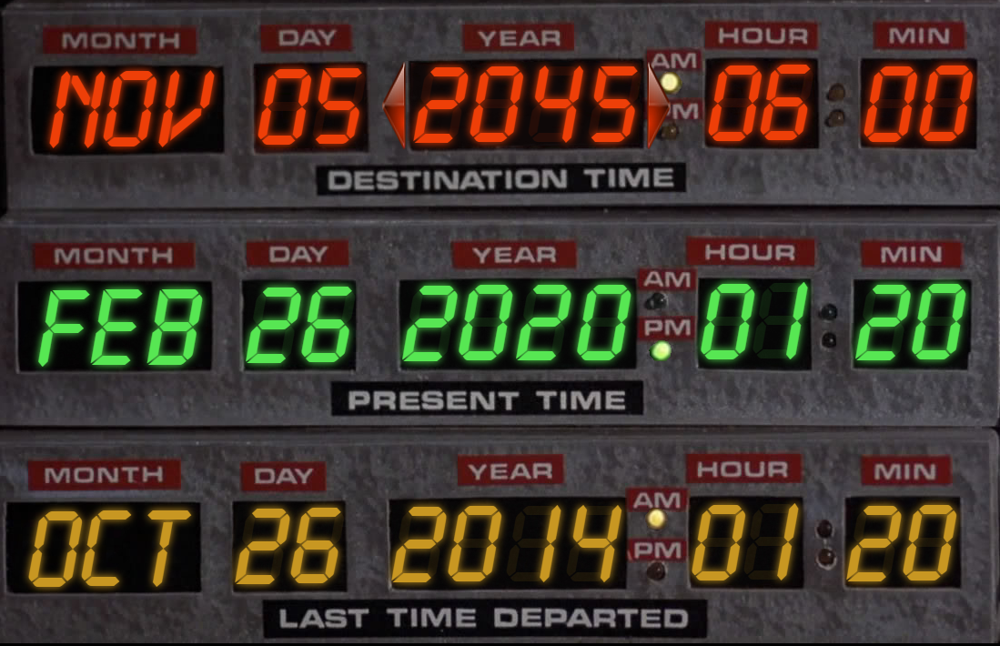 MONTH DAY YEAR HOUR MIN
AM
NOV 05 2045 06 00
PM
DESTINATION TIME
MONTH DAY YEAR HOUR MIN
AM
FEB 26 2020 01 20
PM
PRESENT TIME
MONTH DAY YEAR HOUR MIN
AM
OCT 26 2014 01 20
PM
LAST TIME DEPARTED